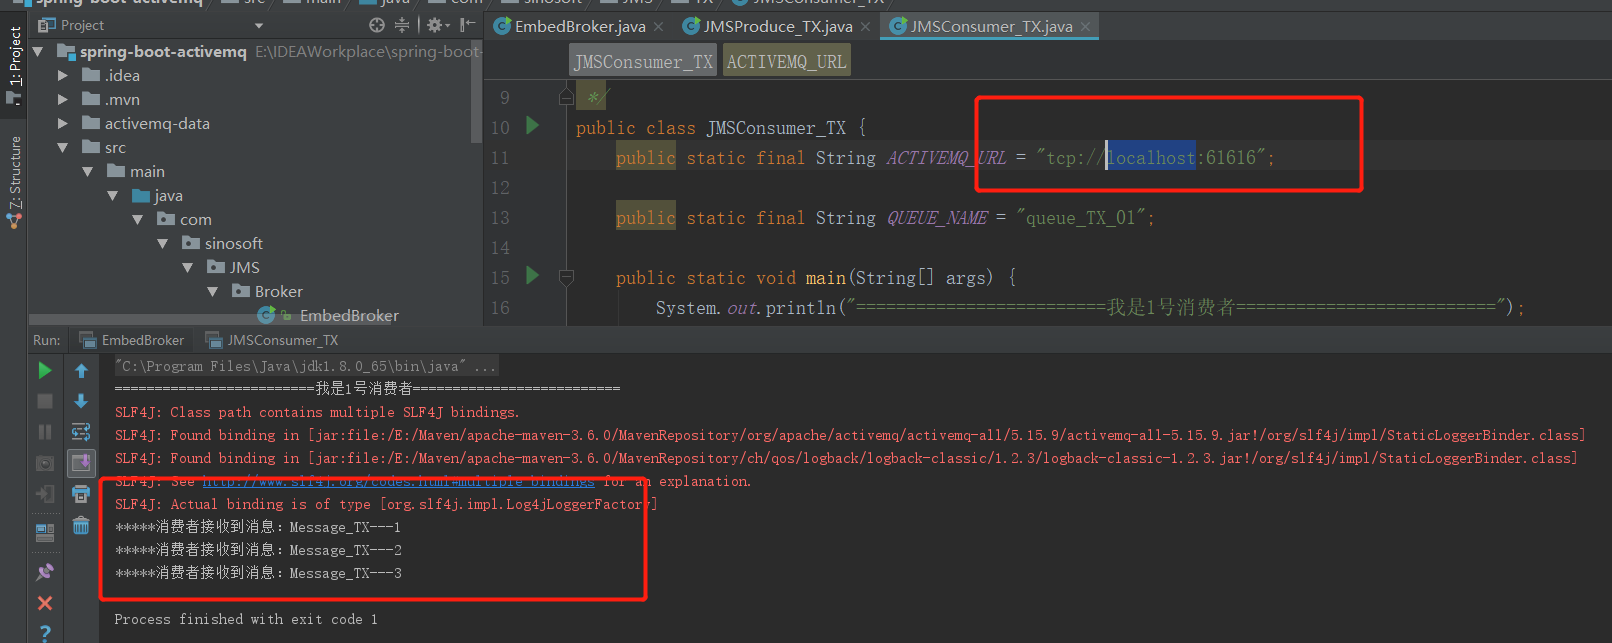 Project
spring-boot-activemq E:\IDEAWorkplace\spring-boot-
.idea
.mvn
activemq-data
src
main
java
com
sinosoft
JMS
Broker
EmbedBroker
1: Project
7: Structure
EmbedBroker.java
JMSProduce_TX.java
JMSConsumer_TX.java
JMSConsumer_TX
ACTIVEMQ_URL
9 */
10 public class JMSConsumer_TX {
11 public static final String ACTIVEMQ_URL = "tcp://localhost:61616";
12
13 public static final String QUEUE_NAME = "queue_TX_01";
14
15 public static void main(String[] args) {
16 System.out.println("=========================我是1号消费者==========================");
Run: EmbedBroker JMSConsumer_TX
"C:\Program Files\Java\jdk1.8.0_65\bin\java" ...
=========================我是1号消费者==========================
SLF4J: Class path contains multiple SLF4J bindings.
SLF4J: Found binding in [jar:file:/E:/Maven/apache-maven-3.6.0/MavenRepository/org/apache/activemq/activemq-all/5.15.9/activemq-all-5.15.9.jar!/org/slf4j/impl/StaticLoggerBinder.class]
SLF4J: Found binding in [jar:file:/E:/Maven/apache-maven-3.6.0/MavenRepository/ch/qos/logback/logback-classic/1.2.3/logback-classic-1.2.3.jar!/org/slf4j/impl/StaticLoggerBinder.class]
SLF4J: See http://www.slf4j.org/codes.html#multiple_bindings for an explanation.
SLF4J: Actual binding is of type [org.slf4j.impl.Log4jLoggerFactory]
*****消费者接收到消息：Message_TX---1
*****消费者接收到消息：Message_TX---2
*****消费者接收到消息：Message_TX---3
Process finished with exit code 1